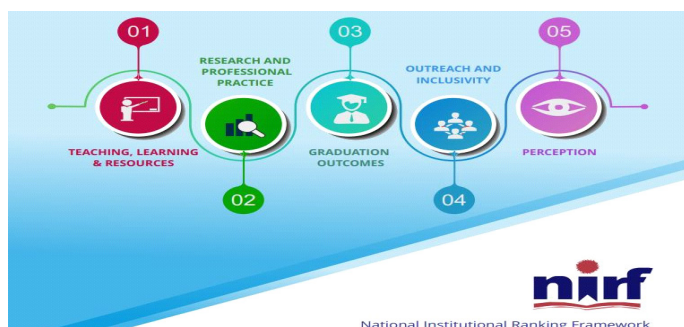 01
TEACHING, LEARNING
& RESOURCES
RESEARCH AND
PROFESSIONAL
PRACTICE
02
03
GRADUATION
OUTCOMES
OUTREACH AND
INCLUSIVITY
04
05
PERCEPTION
nirf
National Institutional Ranking Framework